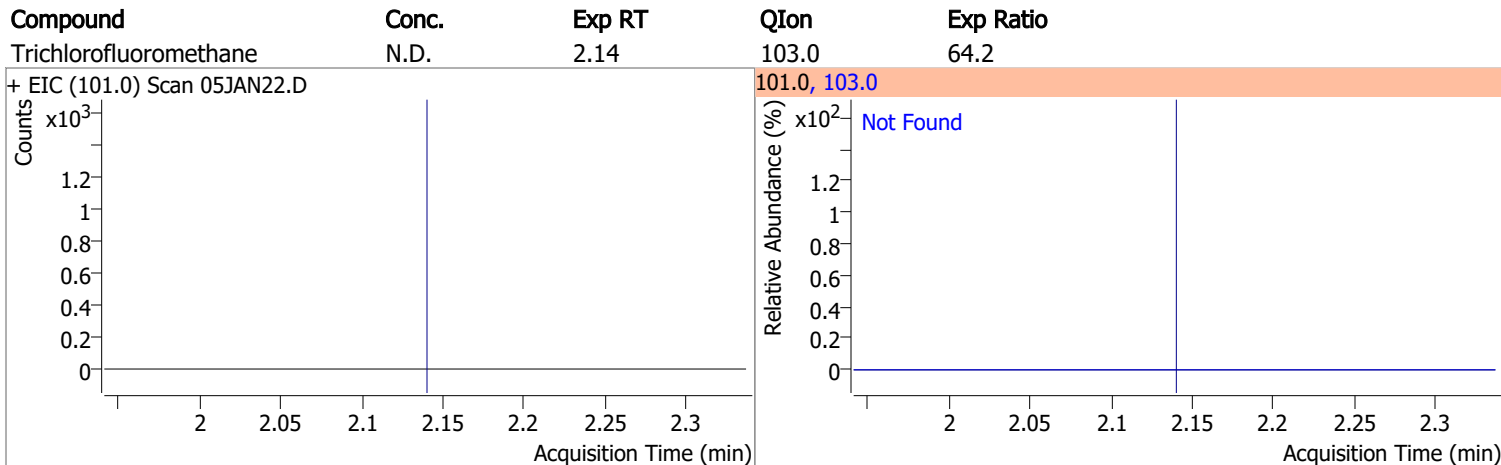 Compound Conc. Exp RT QIon Exp Ratio
Trichlorofluoromethane N.D. 2.14 103.0 64.2
+ EIC (101.0) Scan 05JAN22.D
Counts
x10³
1.2
1
0.8
0.6
0.4
0.2
0
2 2.05 2.1 2.15 2.2 2.25 2.3
Acquisition Time (min)
101.0, 103.0
Relative Abundance (%)
x10²
Not Found
1.2
1
0.8
0.6
0.4
0.2
0
2 2.05 2.1 2.15 2.2 2.25 2.3
Acquisition Time (min)